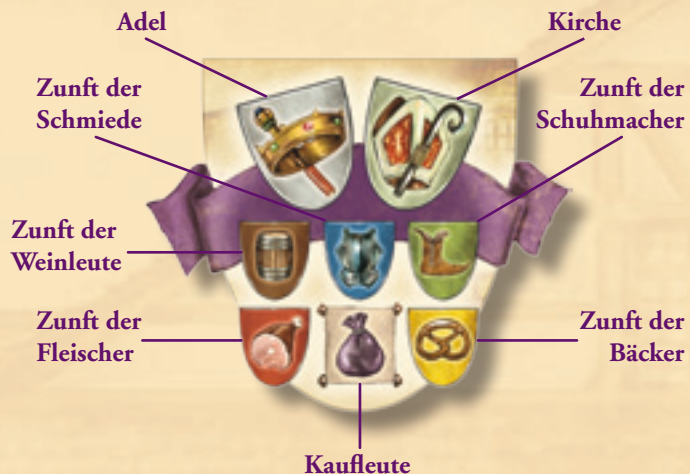 Adel
Kirche
Zunft der
Schmiede
Zunft der
Schuhmacher
Zunft der
Weinleute
Zunft der
Fleischer
Zunft der
Bäcker
Kaufleute